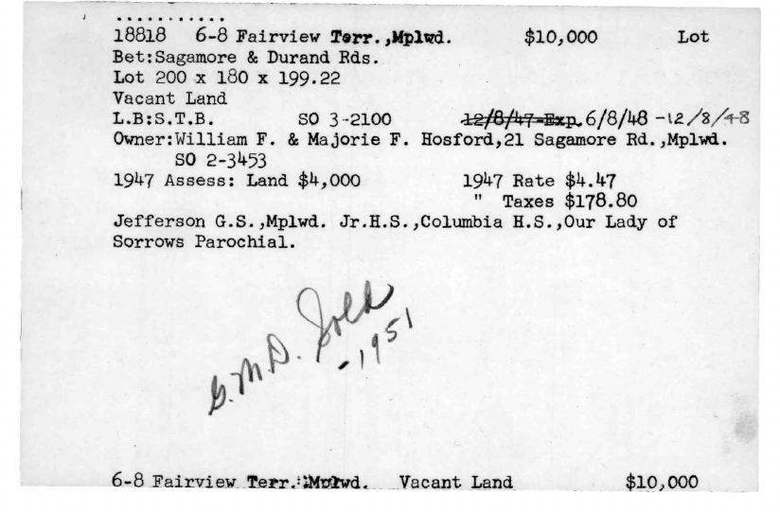 18818 6-8 Fairview Terr.,Mplwd. $10,000 Lot
Bet:Sagamore & Durand Rds.
Lot 200 x 180 x 199.22
Vacant Land
L.B:S.T.B. SO 3-2100 12/8/47-Exp. 6/8/48 -12/8/48
Owner:William F. & Majorie F. Hosford,21 Sagamore Rd.,Mplwd.
SO 2-3453
1947 Assess: Land $4,000 1947 Rate $4.47
" Taxes $178.80
Jefferson G.S.,Mplwd. Jr.H.S.,Columbia H.S.,Our Lady of
Sorrows Parochial.
G.M.D. Sold
-1951
6-8 Fairview Terr. Mplwd. Vacant Land $10,000